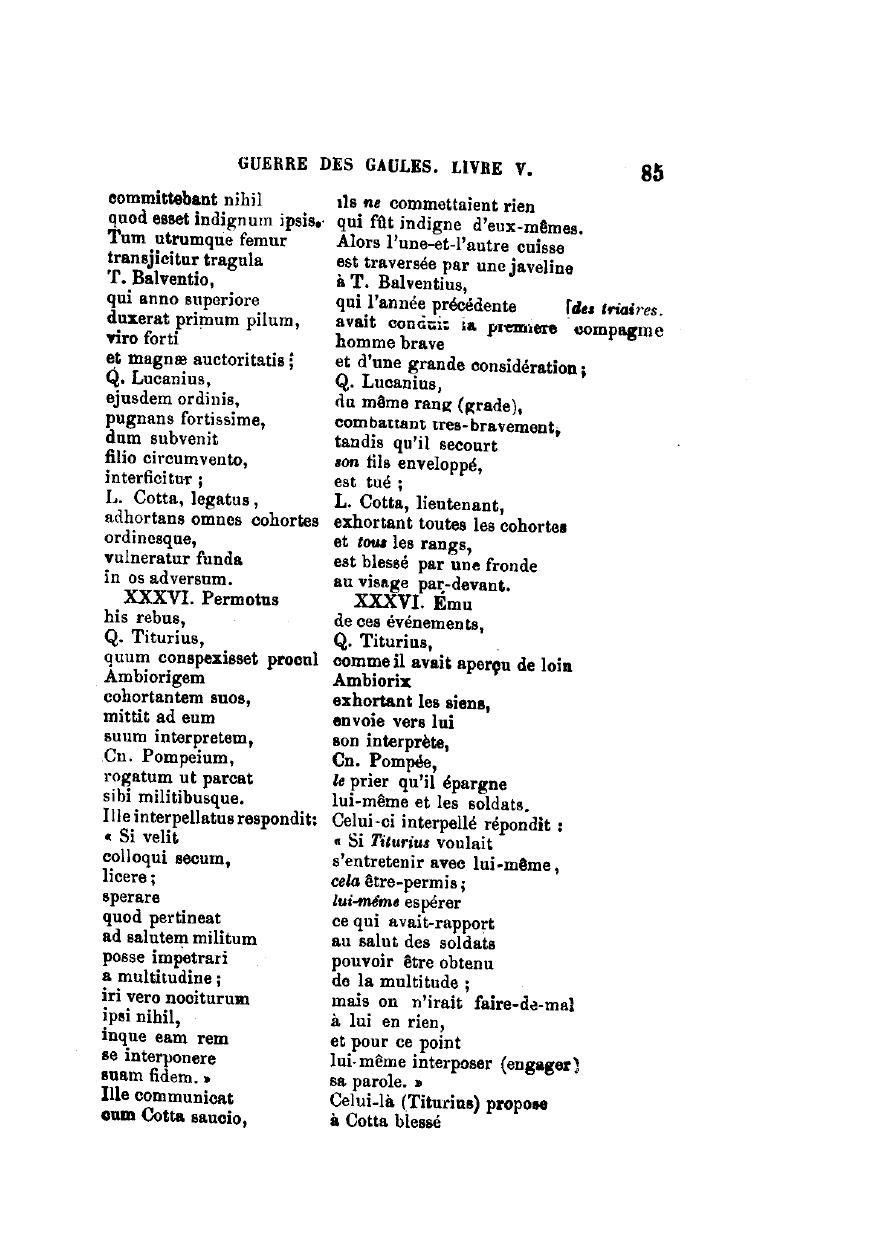 GUERRE DES GAULES. LIVRE V. 85
committebant nihil
quod esset indignum ipsis.
Tum utrumque femur
transjicitur tragula
T. Balventio,
qui anno superiore
duxerat primum pilum,
viro forti
et magnæ auctoritatis ;
Q. Lucanius,
ejusdem ordinis,
pugnans fortissime,
dum subvenit
filio circumvento,
interficitur ;
L. Cotta, legatus,
adhortans omnes cohortes
ordinesque,
vulneratur funda
in os adversum.
XXXVI. Permotus
his rebus,
Q. Titurius,
quum conspexisset procul
Ambiorigem
cohortantem suos,
mittit ad eum
suum interpretem,
Cn. Pompeium,
rogatum ut parcat
sibi militibusque.
Ille interpellatus respondit:
« Si velit
colloqui secum,
licere ;
sperare
quod pertineat
ad salutem militum
posse impetrari
a multitudine ;
iri vero nociturum
ipsi nihil,
inque eam rem
se interponere
suam fidem. »
Ille communicat
cum Cotta saucio,
ils ne commettaient rien
qui fût indigne d'eux-mêmes.
Alors l'une-et-l'autre cuisse
est traversée par une javeline
à T. Balventius,
qui l'année précédente [des triaires.
avait conduit la première compagnie
homme brave
et d'une grande considération ;
Q. Lucanius,
du même rang (grade),
combattant très-bravement,
tandis qu'il secourt
son fils enveloppé,
est tué ;
L. Cotta, lieutenant,
exhortant toutes les cohortes
et tous les rangs,
est blessé par une fronde
au visage par-devant.
XXXVI. Ému
de ces événements,
Q. Titurius,
comme il avait aperçu de loin
Ambiorix
exhortant les siens,
envoie vers lui
son interprète,
Cn. Pompée,
le prier qu'il épargne
lui-même et les soldats.
Celui-ci interpellé répondit :
« Si Titurius voulait
s'entretenir avec lui-même,
cela être-permis ;
lui-même espérer
ce qui avait-rapport
au salut des soldats
pouvoir être obtenu
de la multitude ;
mais on n'irait faire-de-mal
à lui en rien,
et pour ce point
lui-même interposer (engager)
sa parole. »
Celui-là (Titurius) propose
à Cotta blessé